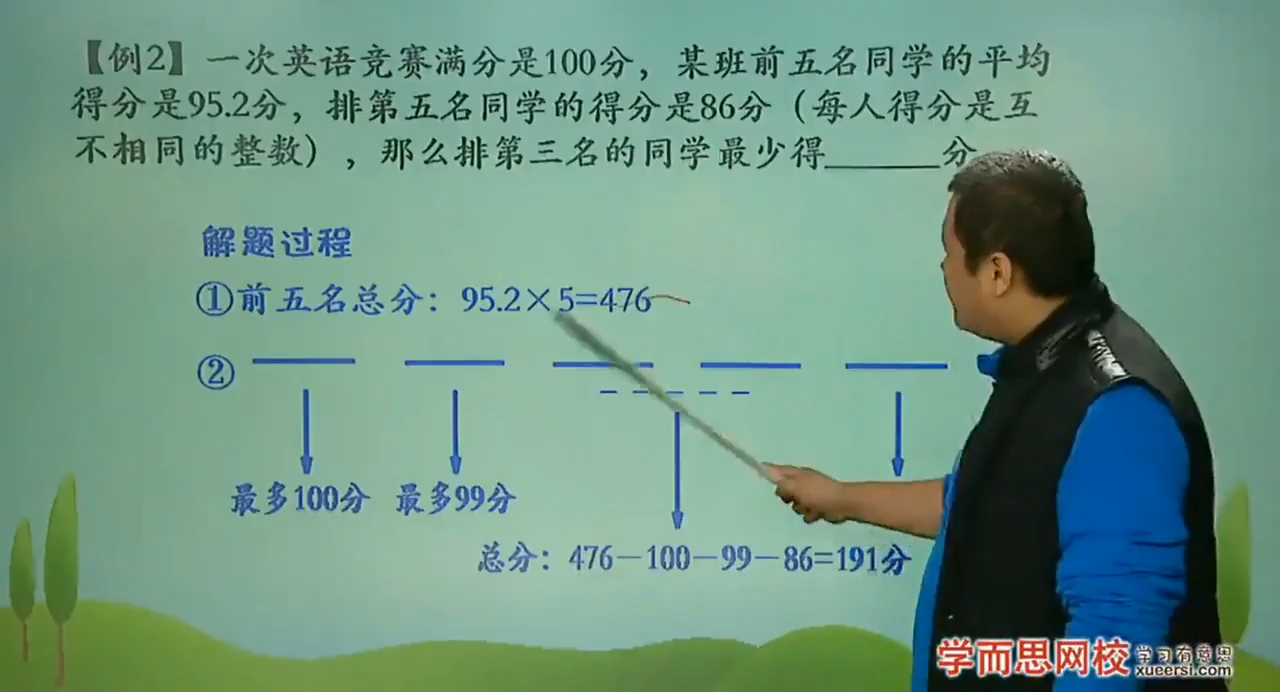 【例2】一次英语竞赛满分是100分，某班前五名同学的平均
得分是95.2分，排第五名同学的得分是86分（每人得分是互
不相同的整数），那么排第三名的同学最少得______分
解题过程
①前五名总分：95.2×5=476
②
最多100分 最多99分
总分：476－100－99－86=191分
学而思网校 学习有意思
xueersi.com